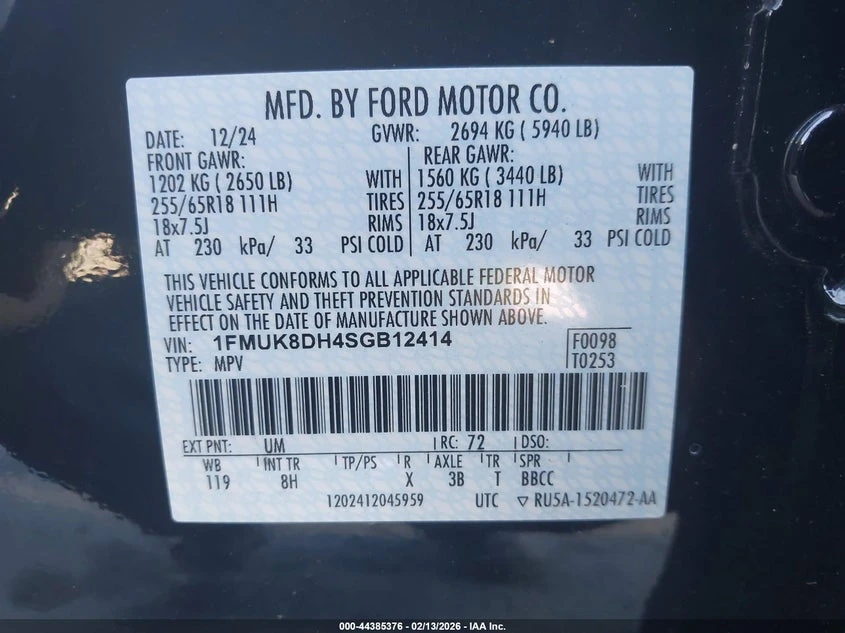 MFD. BY FORD MOTOR CO.
DATE: 12/24 GVWR: 2694 KG ( 5940 LB)
FRONT GAWR: REAR GAWR:
1202 KG ( 2650 LB) WITH 1560 KG ( 3440 LB) WITH
255/65R18 111H TIRES 255/65R18 111H TIRES
18x7.5J RIMS 18x7.5J RIMS
AT 230 kPa/ 33 PSI COLD AT 230 kPa/ 33 PSI COLD
THIS VEHICLE CONFORMS TO ALL APPLICABLE FEDERAL MOTOR
VEHICLE SAFETY AND THEFT PREVENTION STANDARDS IN
EFFECT ON THE DATE OF MANUFACTURE SHOWN ABOVE.
VIN: 1FMUK8DH4SGB12414 F0098
TYPE: MPV T0253
EXT PNT: UM RC: 72 DSO:
WB INT TR TP/PS R AXLE TR SPR
119 8H X 3B T BBCC
1202412045959 UTC ▽ RU5A-1520472-AA
000-44385376 - 02/13/2026 - IAA Inc.